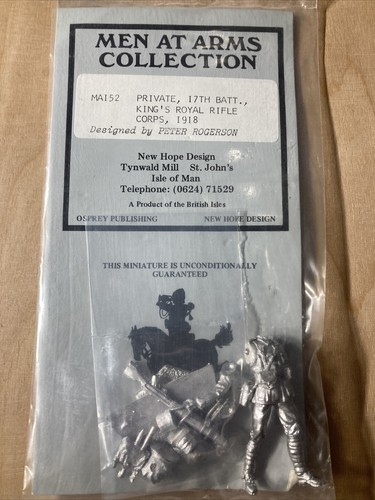 MEN AT ARMS
COLLECTION
MA152 PRIVATE, 17TH BATT.,
KING'S ROYAL RIFLE
CORPS, 1918
Designed by PETER ROGERSON
New Hope Design
Tynwald Mill St. John's
Isle of Man
Telephone: (0624) 71529
A Product of the British Isles
OSPREY PUBLISHING NEW HOPE DESIGN
THIS MINIATURE IS UNCONDITIONALLY
GUARANTEED